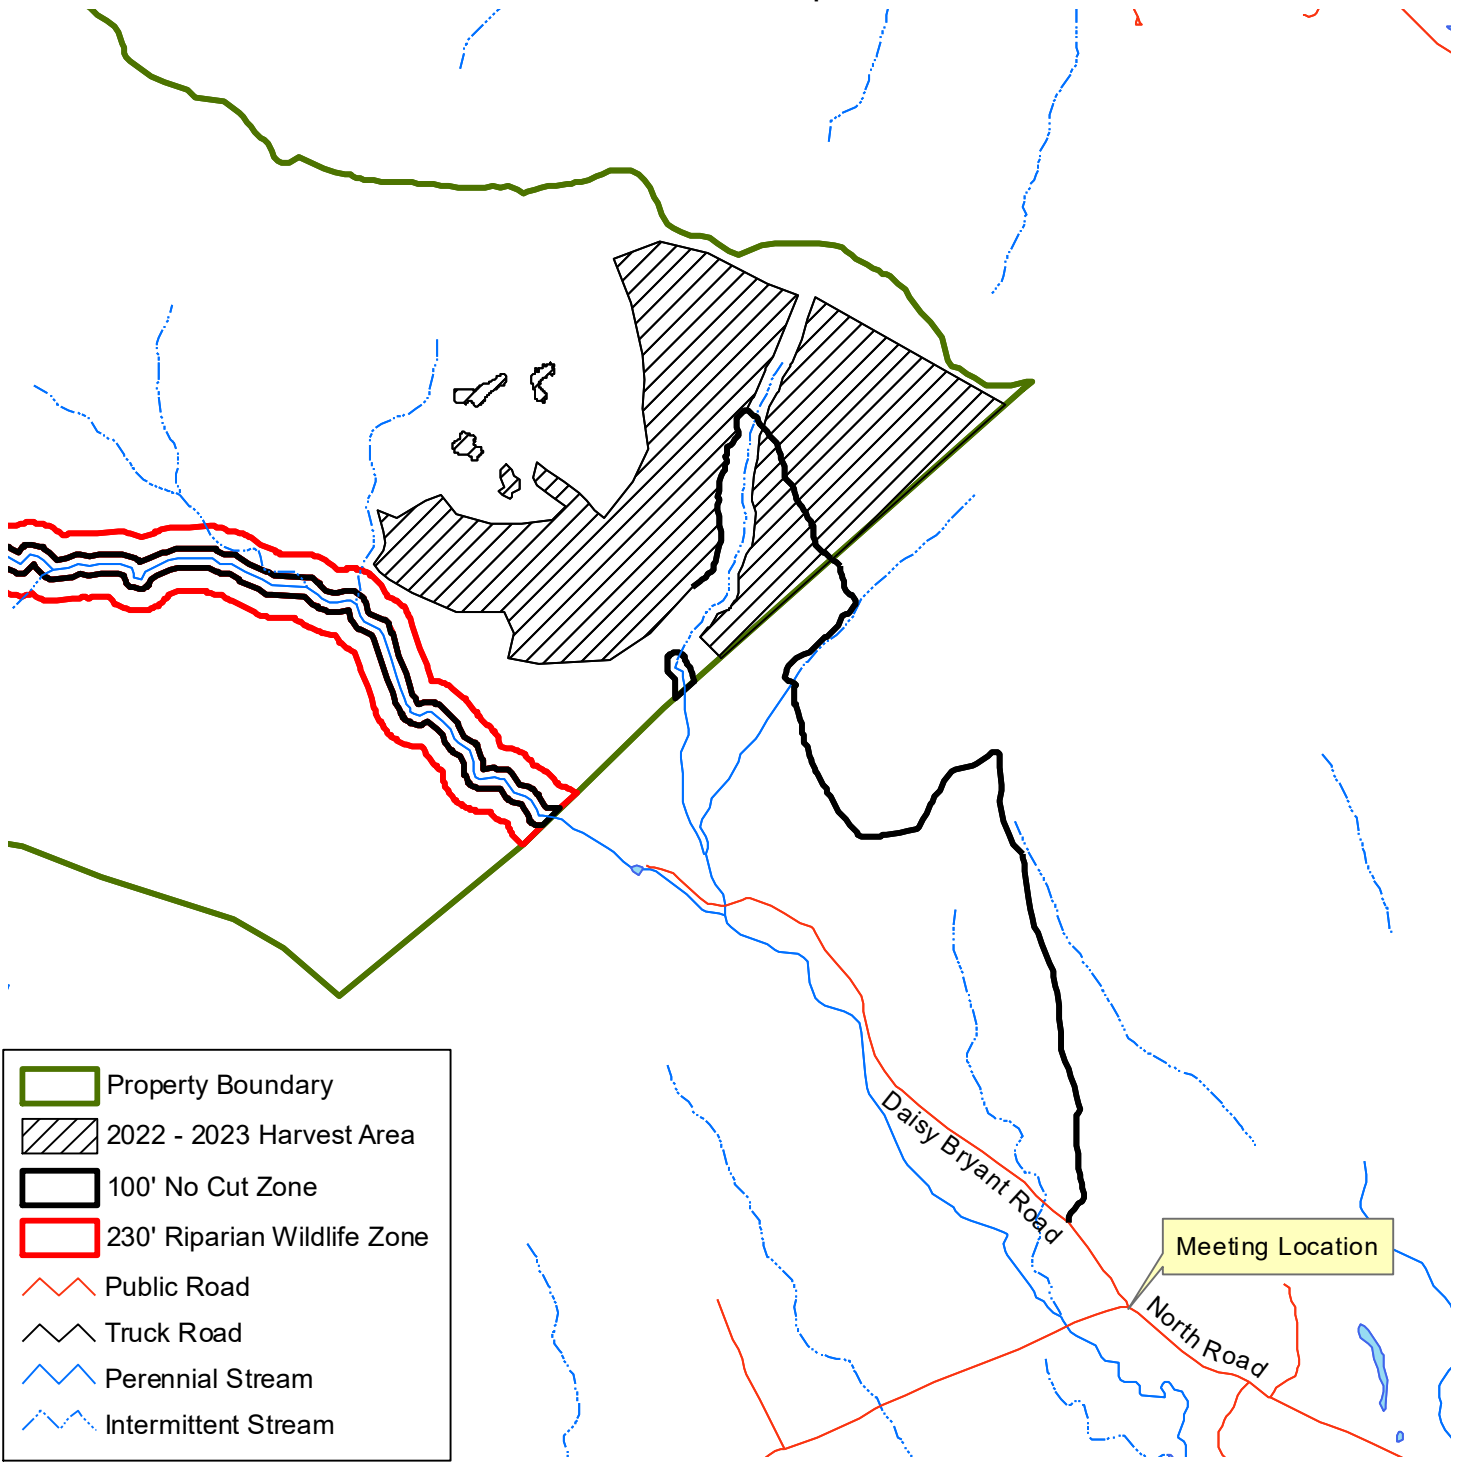 Daisy Bryant Road
Meeting Location
North Road
Property Boundary
2022 - 2023 Harvest Area
100' No Cut Zone
230' Riparian Wildlife Zone
Public Road
Truck Road
Perennial Stream
Intermittent Stream